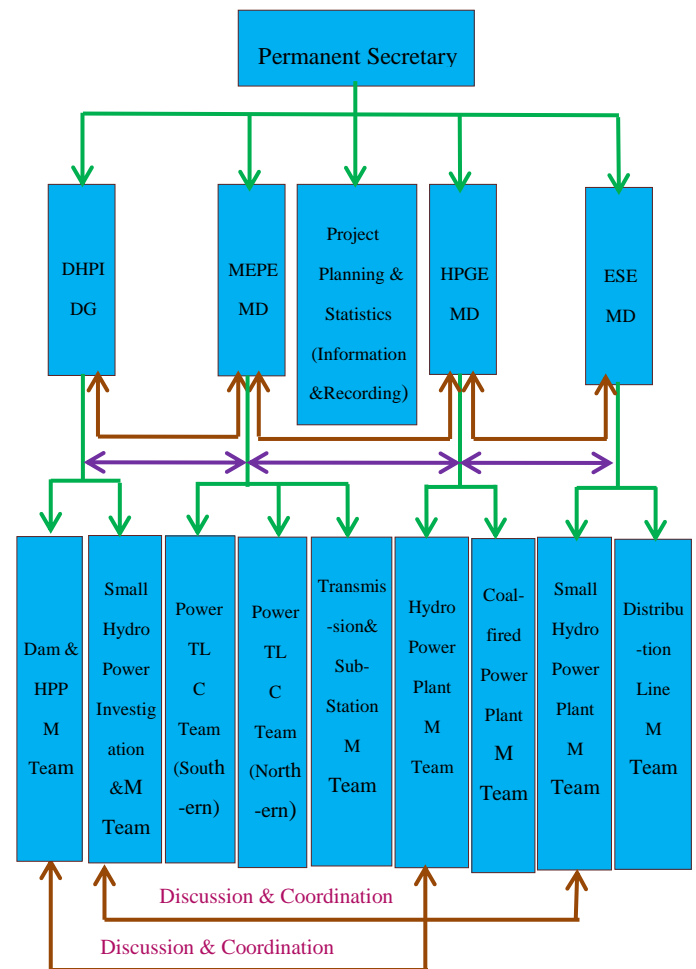 Permanent Secretary
DHPI
DG
MEPE
MD
Project
Planning &
Statistics
(Information
&Recording)
HPGE
MD
ESE
MD
Dam &
HPP
M
Team
Small
Hydro
Power
Investig
ation
&M
Team
Power
TL
C
Team
(South
-ern)
Power
TL
C
Team
(North
-ern)
Transmis
-sion&
Sub-
Station
M
Team
Hydro
Power
Plant
M
Team
Coal-
fired
Power
Plant
M
Team
Small
Hydro
Power
Plant
M
Team
Distribu
-tion
Line
M
Team
Discussion & Coordination
Discussion & Coordination